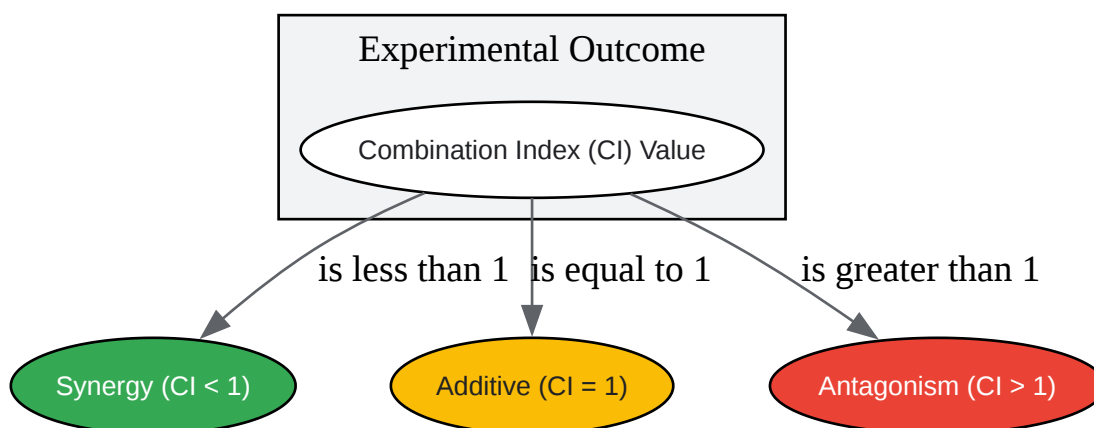 Experimental Outcome
Combination Index (CI) Value
is less than 1
is equal to 1
is greater than 1
Synergy (CI < 1)
Additive (CI = 1)
Antagonism (CI > 1)